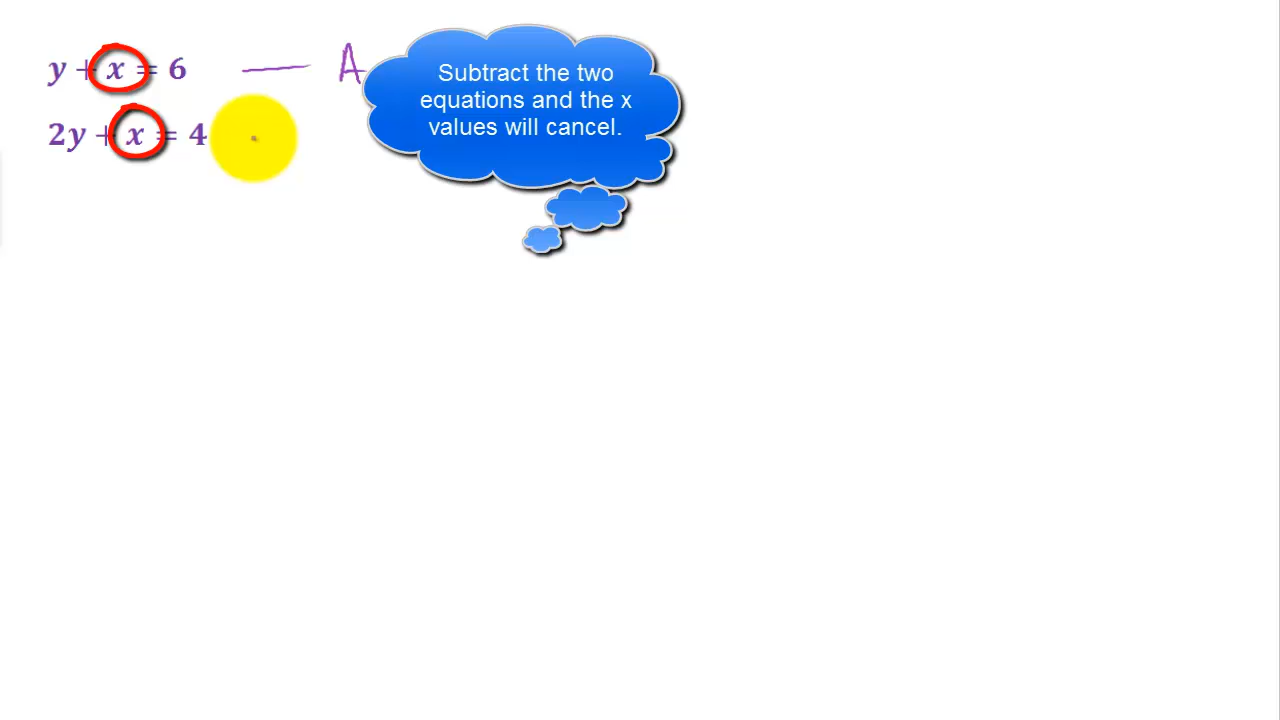 y + x = 6 — A
2y + x = 4
Subtract the two
equations and the x
values will cancel.